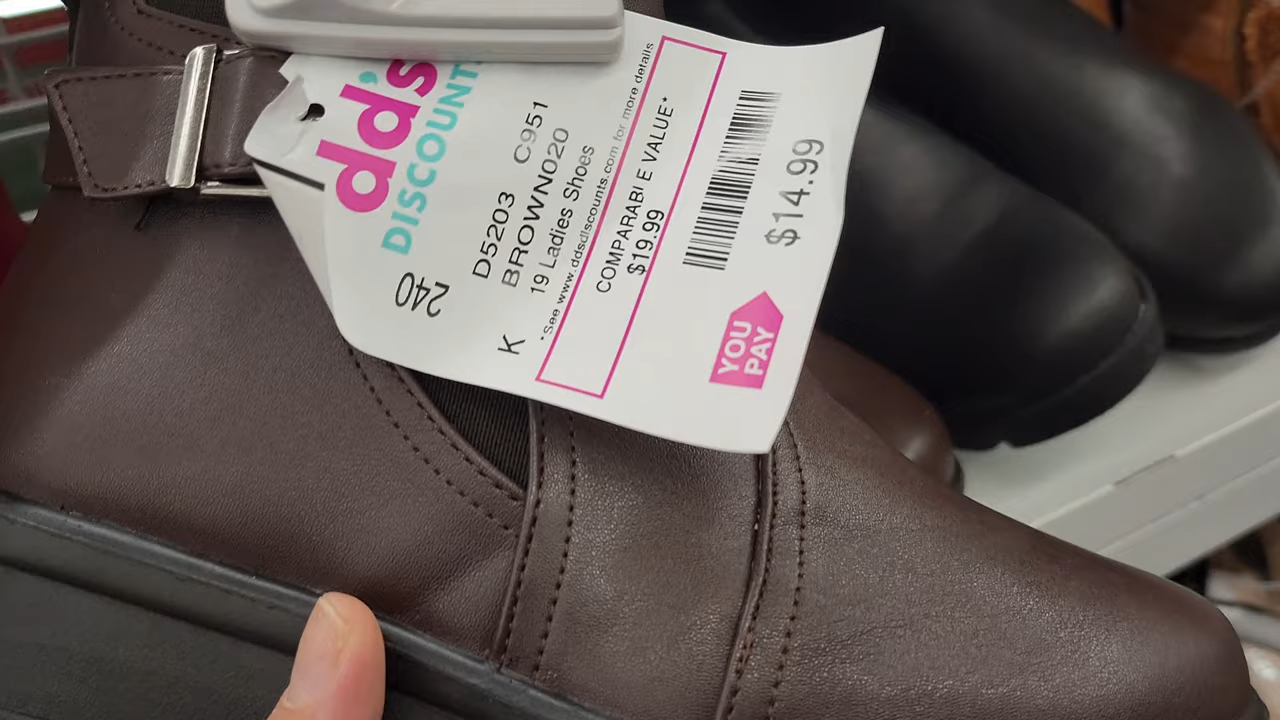 dd's
DISCOUNT
240
D5203 C951
K BROWN020
19 Ladies Shoes
*See www.ddsdiscounts.com for more details
COMPARABLE VALUE*
$19.99
$14.99
YOU
PAY